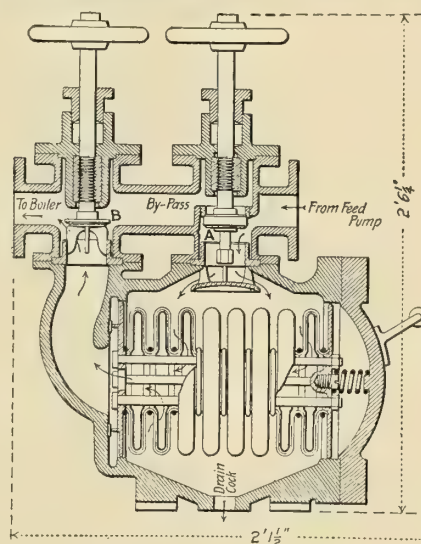 To Boiler
B
By-Pass
A
From Feed
Pump
2' 6¼"
Drain
Cock
2' 1½"